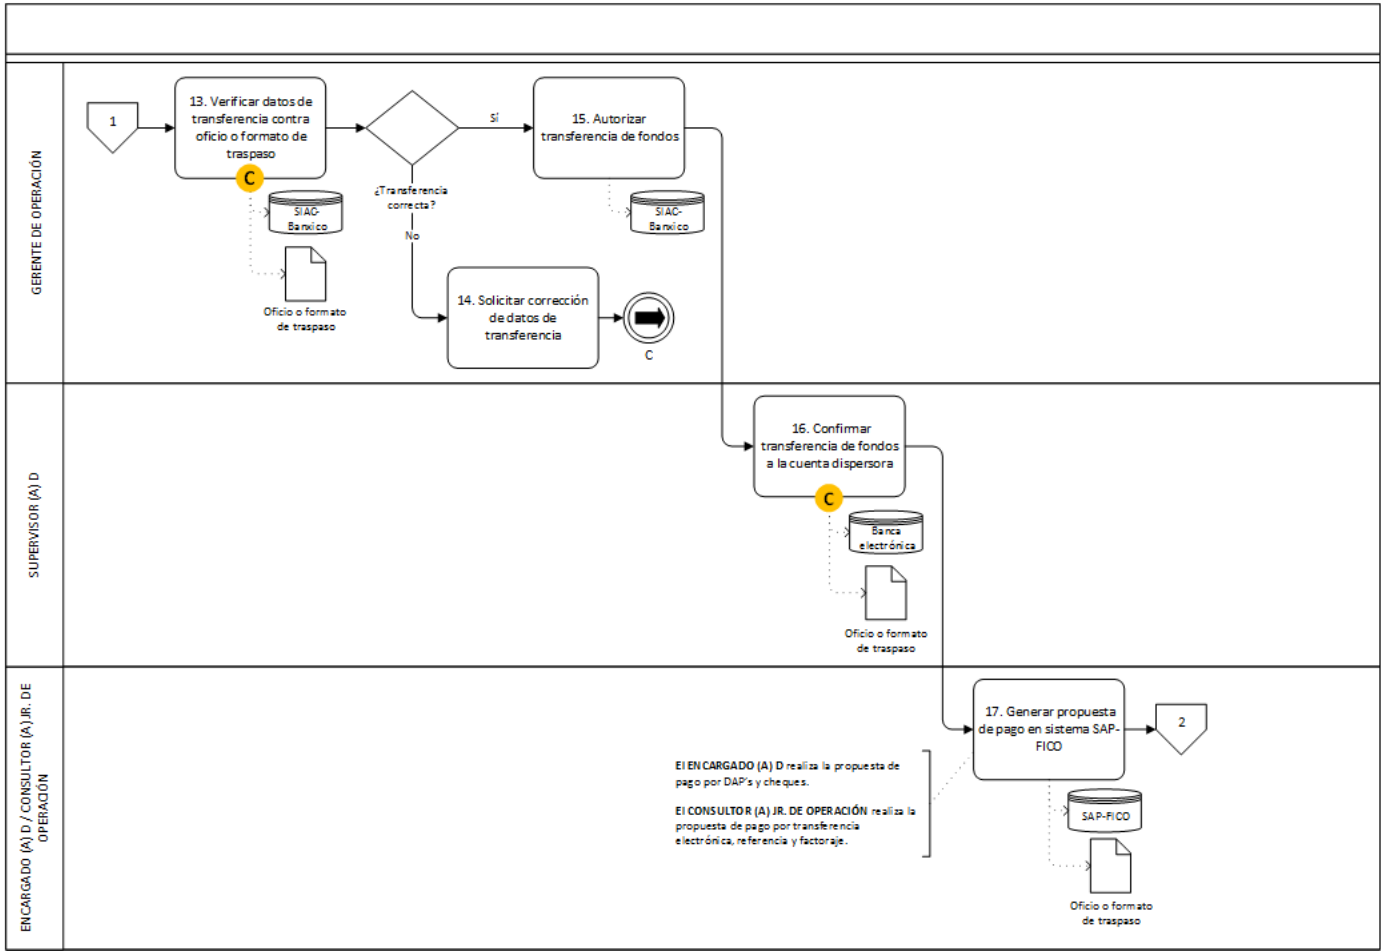 GERENTE DE OPERACIÓN
1
13. Verificar datos de
transferencia contra
oficio o formato de
traspaso
C
SIAC-
Banxico
Oficio o formato
de traspaso
¿Transferencia
correcta?
Sí
No
14. Solicitar corrección
de datos de
transferencia
C
15. Autorizar
transferencia de fondos
SIAC-
Banxico
SUPERVISOR (A) D
16. Confirmar
transferencia de fondos
a la cuenta dispersora
C
Banca
electrónica
Oficio o formato
de traspaso
ENCARGADO (A) D / CONSULTOR (A) JR. DE
OPERACIÓN
17. Generar propuesta
de pago en sistema SAP-
FICO
2
El ENCARGADO (A) D realiza la propuesta de
pago por DAP's y cheques.
El CONSULTOR (A) JR. DE OPERACIÓN realiza la
propuesta de pago por transferencia
electrónica, referencia y factoraje.
SAP-FICO
Oficio o formato
de traspaso